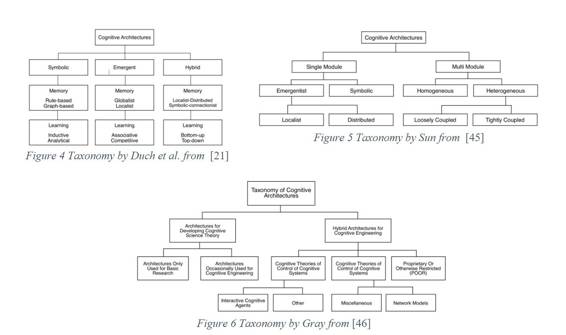 Cognitive Architectures
Symbolic
Emergent
Hybrid
Memory
Rule-based
Graph-based
Memory
Globalist
Localist
Memory
Localist-Distributed
Symbolic-connectionist
Learning
Inductive
Analytical
Learning
Associative
Competitive
Learning
Bottom-up
Top-down
Figure 4 Taxonomy by Duch et al. from [21]
Cognitive Architectures
Single Module
Multi Module
Emergentist
Symbolic
Homogeneous
Heterogeneous
Localist
Distributed
Loosely Coupled
Tightly Coupled
Figure 5 Taxonomy by Sun from [45]
Taxonomy of Cognitive
Architectures
Architectures for
Developing Cognitive
Science Theory
Hybrid Architectures for
Cognitive Engineering
Architectures Only
Used for Basic
Research
Architectures
Occasionally Used for
Cognitive Engineering
Cognitive Theories of
Control of Cognitive
Systems
Cognitive Theories of
Control of Cognitive
Systems
Proprietary Or
Otherwise Restricted
(POOR)
Interactive Cognitive
Agents
Other
Miscellaneous
Network Models
Figure 6 Taxonomy by Gray from [46]